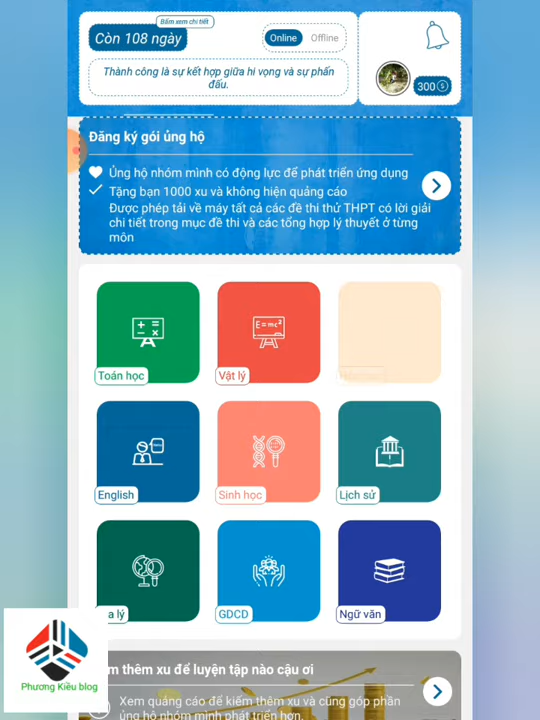 Bấm xem chi tiết
Còn 108 ngày
Online
Offline
Thành công là sự kết hợp giữa hi vọng và sự phấn
đấu.
300
Đăng ký gói ủng hộ
Ủng hộ nhóm mình có động lực để phát triển ứng dụng
Tặng bạn 1000 xu và không hiện quảng cáo
Được phép tải về máy tất cả các đề thi thử THPT có lời giải
chi tiết trong mục đề thi và các tổng hợp lý thuyết ở từng
môn
E=mc²
Toán học
Vật lý
English
Sinh học
Lịch sử
lý
GDCD
Ngữ văn
Phương Kiều blog
thêm xu để luyện tập nào cậu ơi
Xem quảng cáo để kiếm thêm xu và cũng góp phần
ủng hộ nhóm mình phát triển hơn.